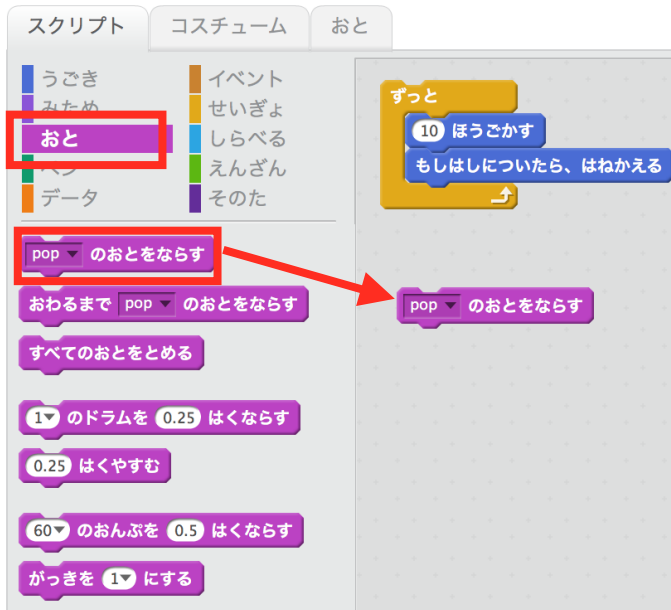 スクリプト コスチューム おと
うごき イベント
みため せいぎょ
おと しらべる
ペン えんざん
データ そのた
pop のおとをならす
おわるまで pop のおとをならす
すべてのおとをとめる
1 のドラムを 0.25 はくならす
0.25 はくやすむ
60 のおんぷを 0.5 はくならす
がっきを 1 にする
ずっと
10 ほうごかす
もしはしについたら、はねかえる
pop のおとをならす